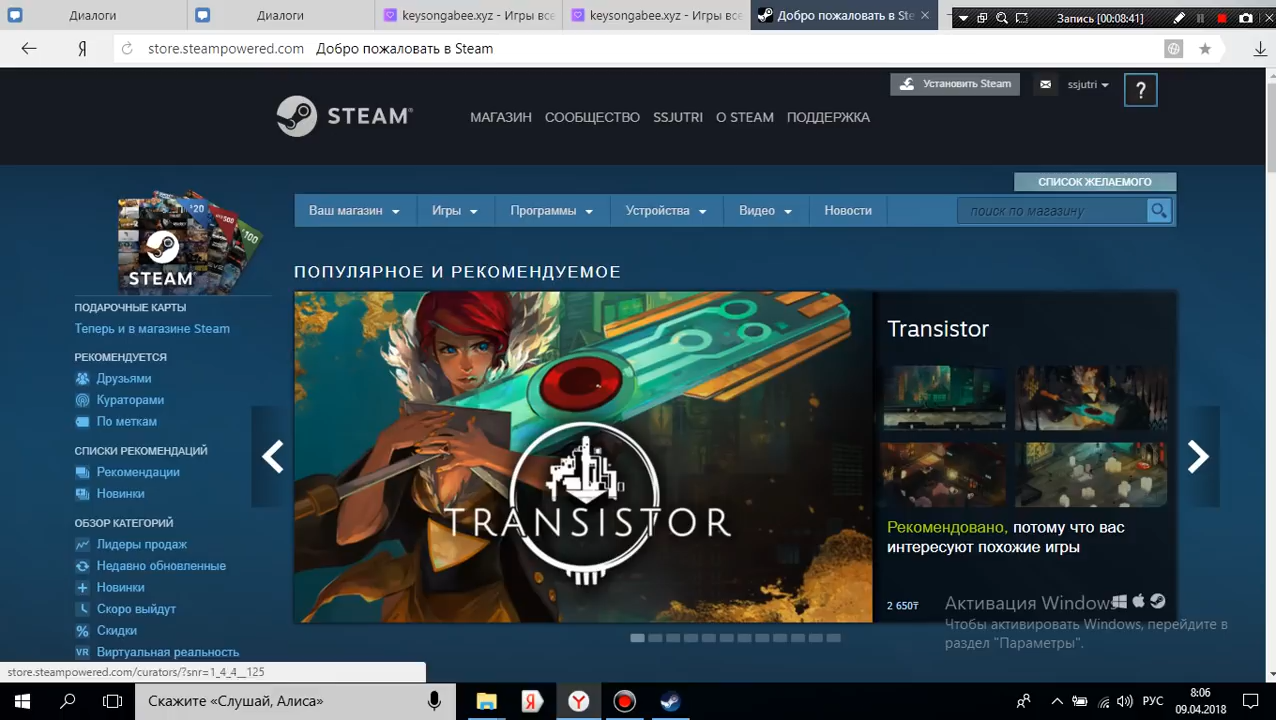 Диалоги
Диалоги
keysongabee.xyz - Игры все
keysongabee.xyz - Игры все
Добро пожаловать в Ste
Запись [00:08:41]
Я
store.steampowered.com Добро пожаловать в Steam
Установить Steam
ssjutri
?
STEAM®
МАГАЗИН СООБЩЕСТВО SSJUTRI О STEAM ПОДДЕРЖКА
СПИСОК ЖЕЛАЕМОГО
Ваш магазин
Игры
Программы
Устройства
Видео
Новости
поиск по магазину
$20
$500
$100
STEAM
ПОДАРОЧНЫЕ КАРТЫ
Теперь и в магазине Steam
РЕКОМЕНДУЕТСЯ
Друзьями
Кураторами
По меткам
СПИСКИ РЕКОМЕНДАЦИЙ
Рекомендации
Новинки
ОБЗОР КАТЕГОРИЙ
Лидеры продаж
Недавно обновленные
Новинки
Скоро выйдут
% Скидки
VR Виртуальная реальность
ПОПУЛЯРНОЕ И РЕКОМЕНДУЕМОЕ
TRANSISTOR
Transistor
Рекомендовано, потому что вас
интересуют похожие игры
2 650₸
Активация Windows
Чтобы активировать Windows, перейдите в
раздел "Параметры".
store.steampowered.com/curators/?snr=1_4_4__125
Скажите «Слушай, Алиса»
Я
Y
РУС
8:06
09.04.2018